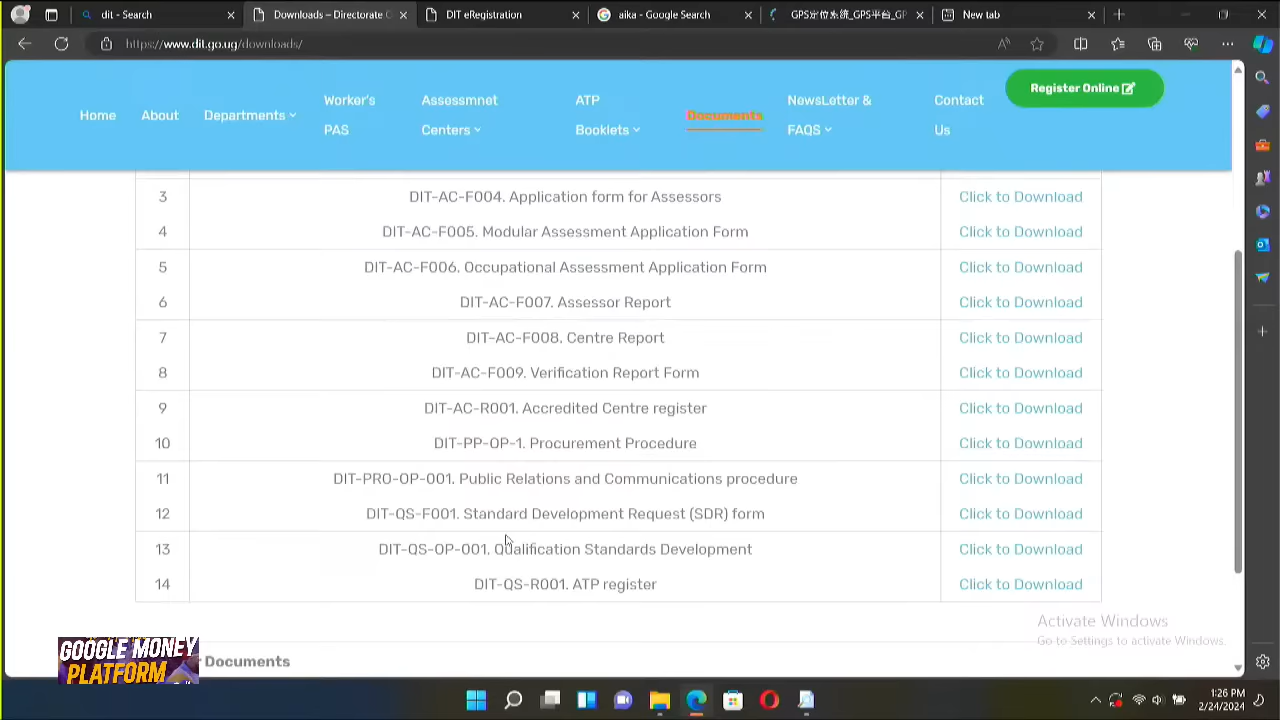 dit - Search
Downloads – Directorate
DIT eRegistration
aika - Google Search
GPS定位系统_GPS平台_GP
New tab
https://www.dit.go.ug/downloads/
Home
About
Departments
Worker's
PAS
Assessmnet
Centers
ATP
Booklets
Documents
NewsLetter &
FAQS
Contact
Us
Register Online
3 DIT-AC-F004. Application form for Assessors Click to Download
4 DIT-AC-F005. Modular Assessment Application Form Click to Download
5 DIT-AC-F006. Occupational Assessment Application Form Click to Download
6 DIT-AC-F007. Assessor Report Click to Download
7 DIT-AC-F008. Centre Report Click to Download
8 DIT-AC-F009. Verification Report Form Click to Download
9 DIT-AC-R001. Accredited Centre register Click to Download
10 DIT-PP-OP-1. Procurement Procedure Click to Download
11 DIT-PRO-OP-001. Public Relations and Communications procedure Click to Download
12 DIT-QS-F001. Standard Development Request (SDR) form Click to Download
13 DIT-QS-OP-001. Qualification Standards Development Click to Download
14 DIT-QS-R001. ATP register Click to Download
Activate Windows
Go to Settings to activate Windows.
GOOGLE MONEY
PLATFORM
Documents
1:26 PM
2/24/2024